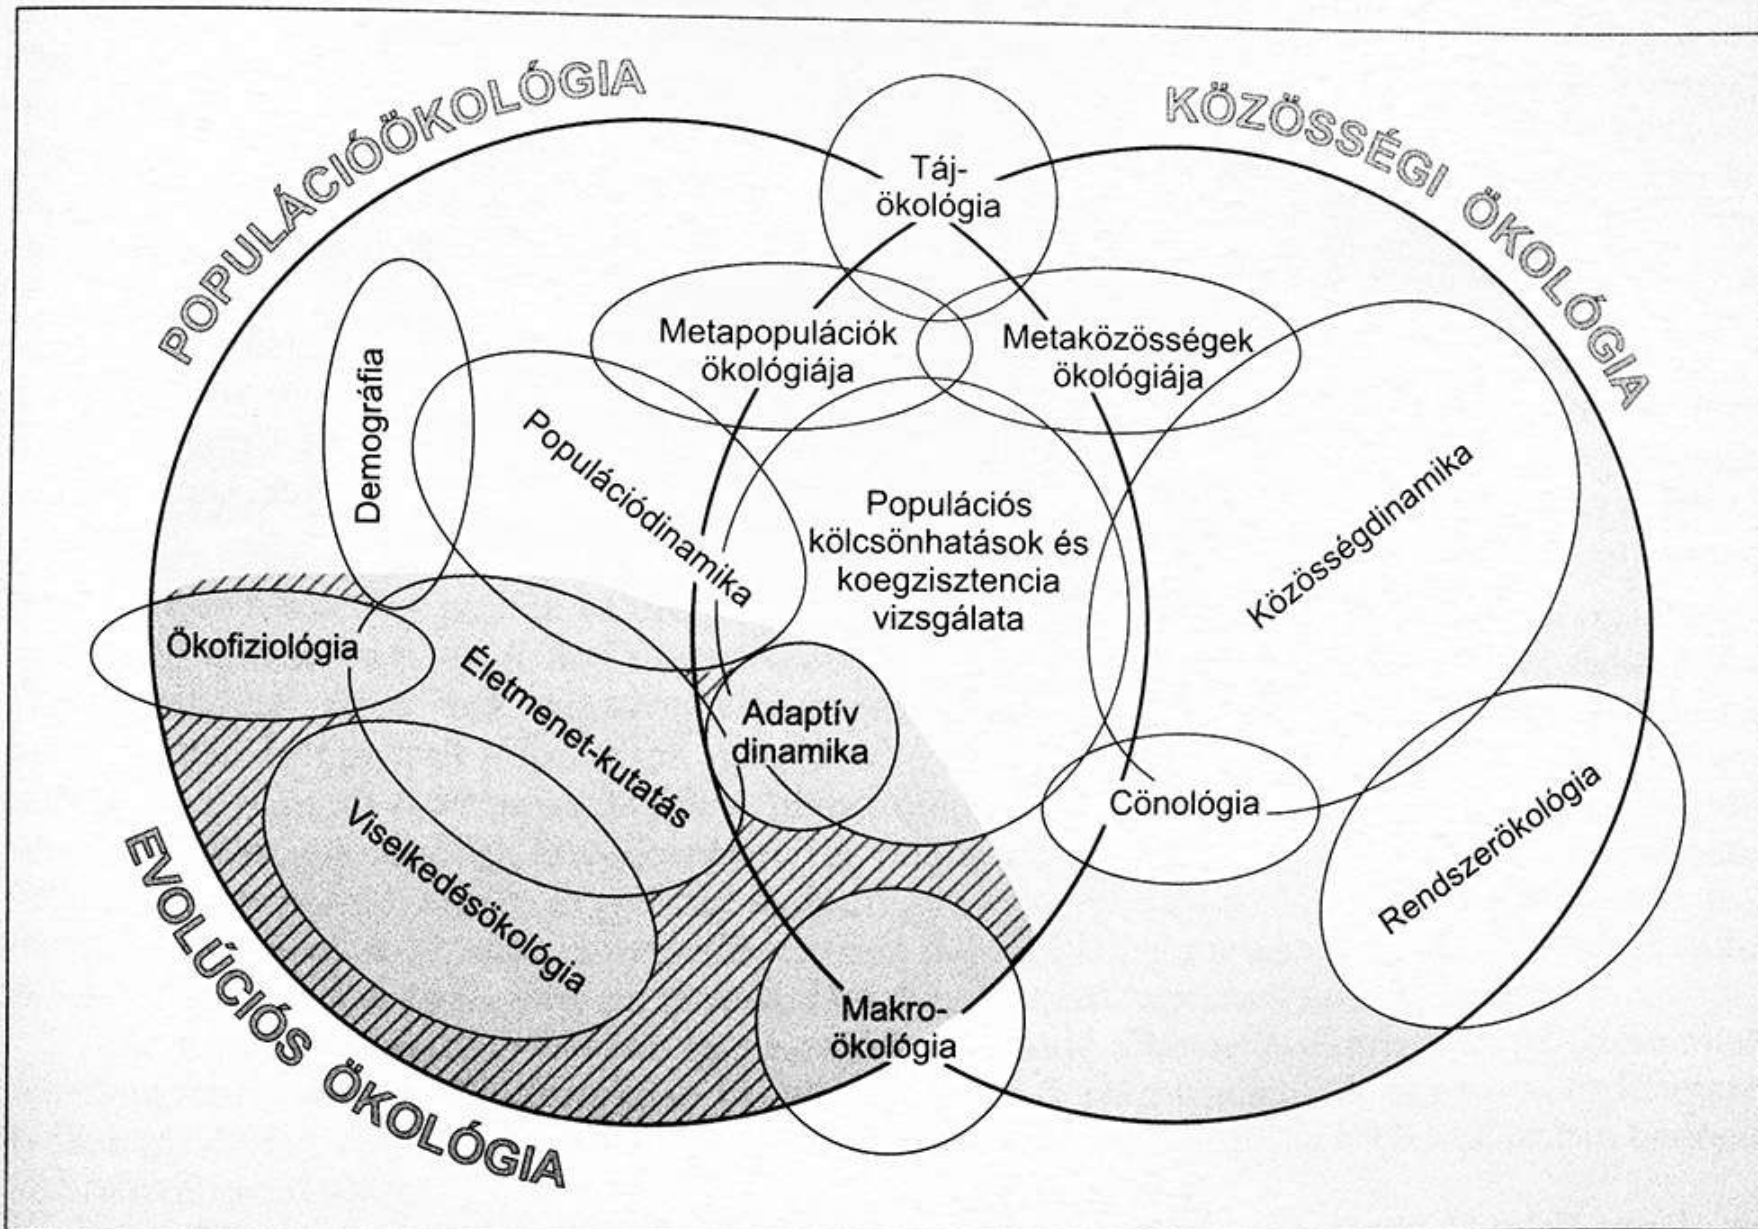 POPULÁCIÓÖKOLÓGIA
KÖZÖSSÉGI ÖKOLÓGIA
Táj-
ökológia
Metapopulációk
ökológiája
Metaközösségek
ökológiája
Demográfia
Populációdinamika
Populációs
kölcsönhatások és
koegzisztencia
vizsgálata
Közösségdinamika
Ökofiziológia
Életmenet-kutatás
Adaptív
dinamika
Viselkedésökológia
Cönológia
Rendszerökológia
Makro-
ökológia
EVOLÚCIÓS ÖKOLÓGIA